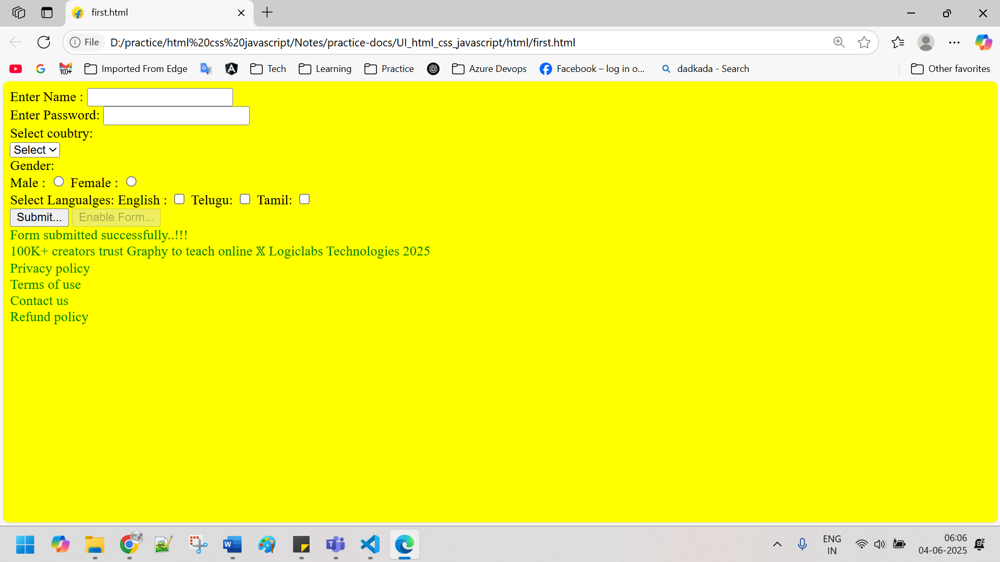 first.html
File D:/practice/html%20css%20javascript/Notes/practice-docs/UI_html_css_javascript/html/first.html
100+ Imported From Edge Tech Learning Practice Azure Devops Facebook – log in o... dadkada - Search Other favorites
Enter Name :
Enter Password:
Select coubtry:
Select
Gender:
Male : Female :
Select Langualges: English : Telugu: Tamil:
Submit... Enable Form...
Form submitted successfully..!!!
100K+ creators trust Graphy to teach online 𝕏 Logiclabs Technologies 2025
Privacy policy
Terms of use
Contact us
Refund policy
ENG 06:06
IN 04-06-2025